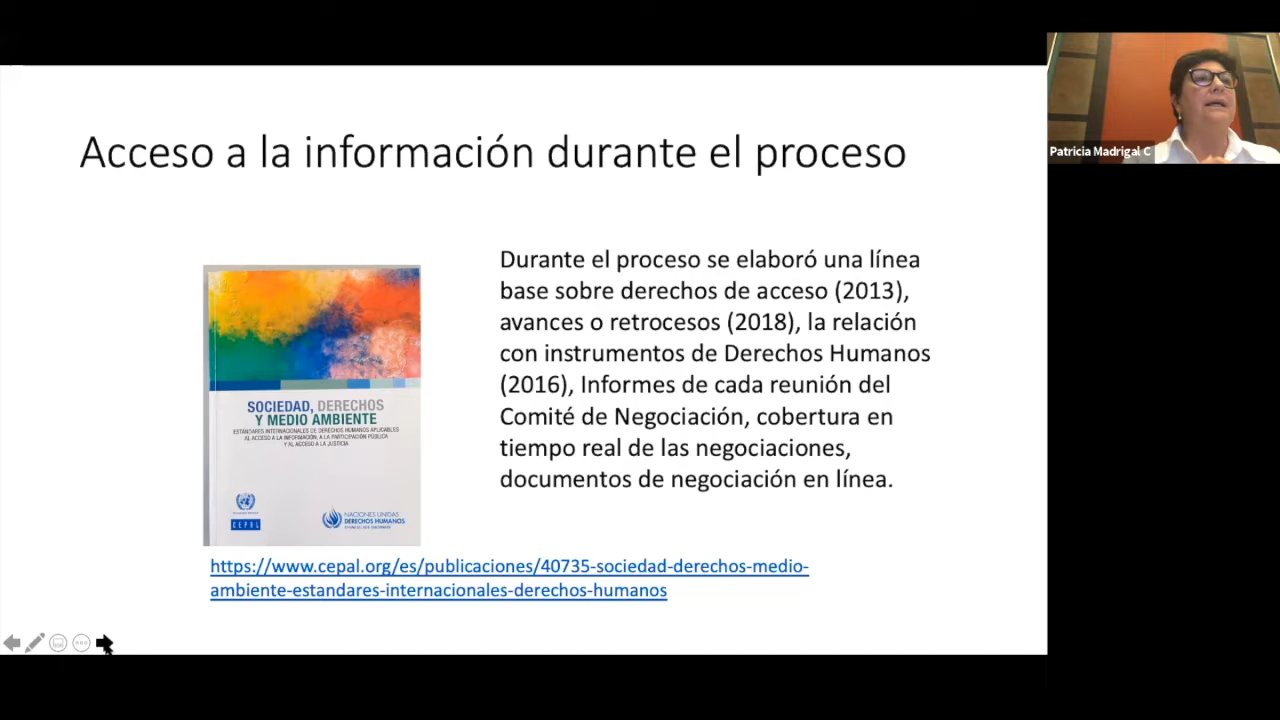 Acceso a la información durante el proceso
Patricia Madrigal C
Durante el proceso se elaboró una línea
base sobre derechos de acceso (2013),
avances o retrocesos (2018), la relación
con instrumentos de Derechos Humanos
(2016), Informes de cada reunión del
Comité de Negociación, cobertura en
tiempo real de las negociaciones,
documentos de negociación en línea.
SOCIEDAD, DERECHOS
Y MEDIO AMBIENTE
ESTÁNDARES INTERNACIONALES DE DERECHOS HUMANOS APLICABLES
AL ACCESO A LA INFORMACIÓN, A LA PARTICIPACIÓN PÚBLICA
Y AL ACCESO A LA JUSTICIA
CEPAL
NACIONES UNIDAS
DERECHOS HUMANOS
https://www.cepal.org/es/publicaciones/40735-sociedad-derechos-medio-
ambiente-estandares-internacionales-derechos-humanos